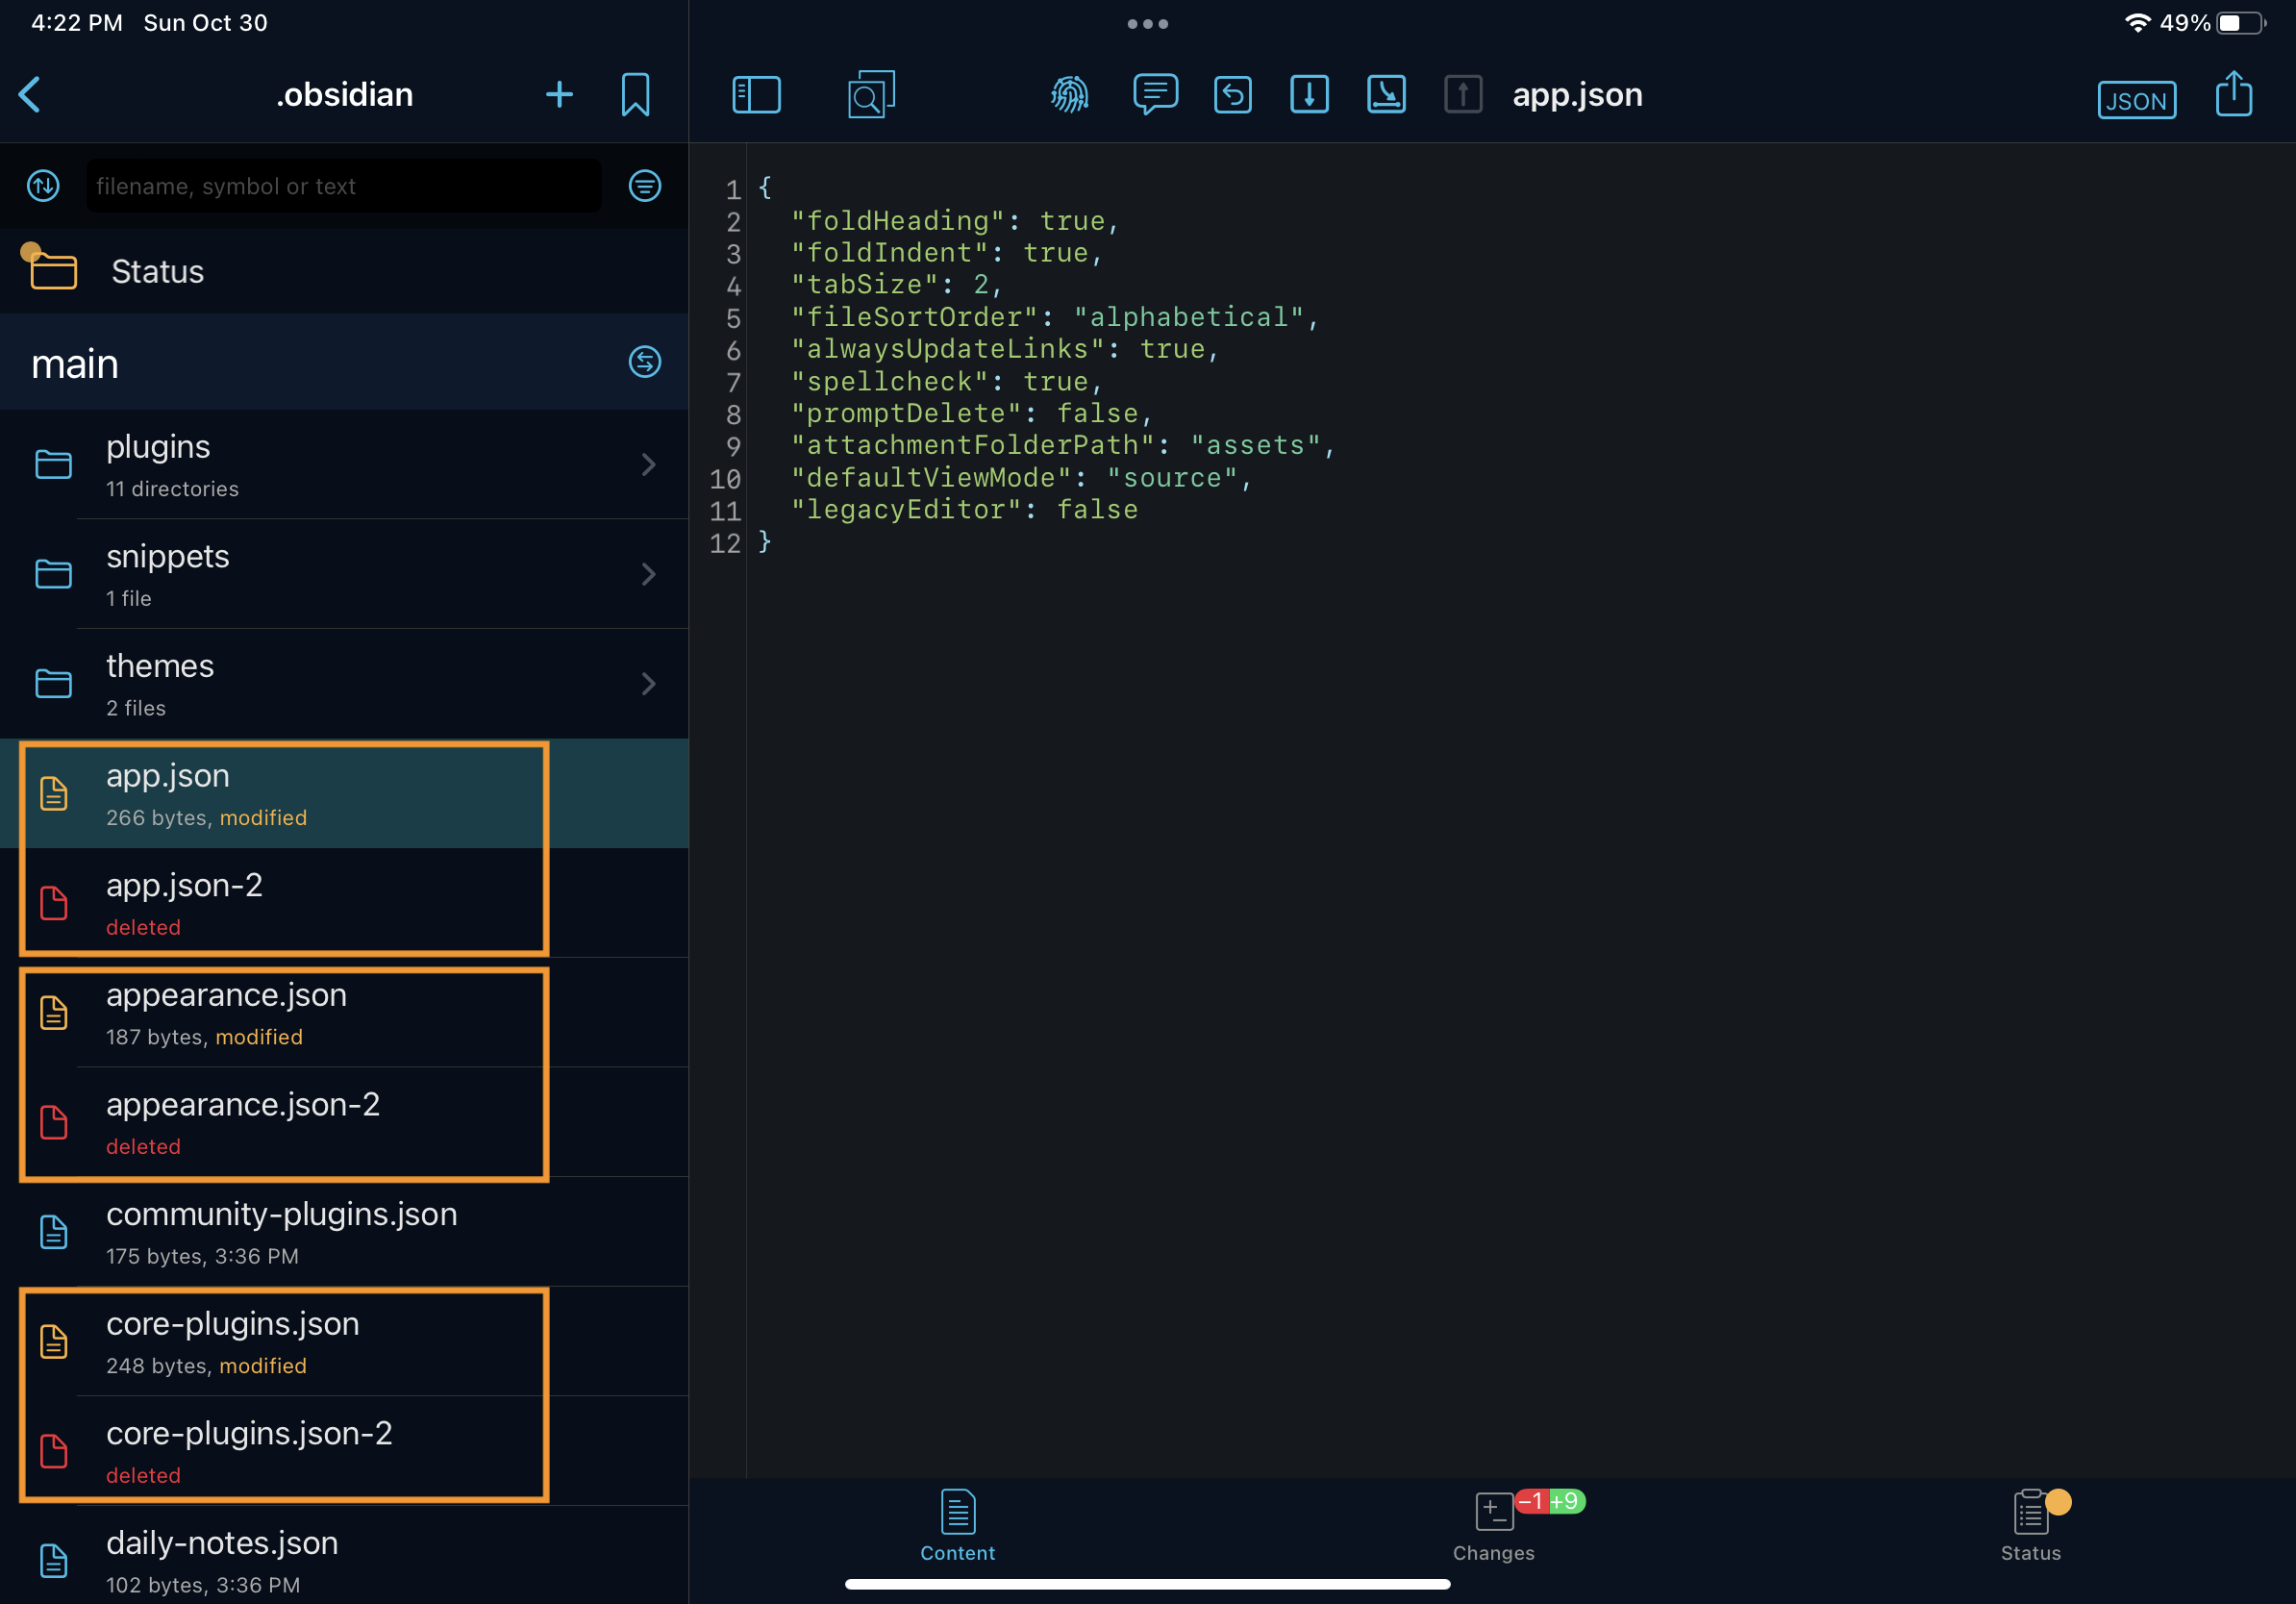 4:22 PM Sun Oct 30
49%
.obsidian
app.json
JSON
filename, symbol or text
Status
main
plugins
11 directories
snippets
1 file
themes
2 files
app.json
266 bytes, modified
app.json-2
deleted
appearance.json
187 bytes, modified
appearance.json-2
deleted
community-plugins.json
175 bytes, 3:36 PM
core-plugins.json
248 bytes, modified
core-plugins.json-2
deleted
daily-notes.json
102 bytes, 3:36 PM
1 {
2 "foldHeading": true,
3 "foldIndent": true,
4 "tabSize": 2,
5 "fileSortOrder": "alphabetical",
6 "alwaysUpdateLinks": true,
7 "spellcheck": true,
8 "promptDelete": false,
9 "attachmentFolderPath": "assets",
10 "defaultViewMode": "source",
11 "legacyEditor": false
12 }
−1 +9
Content
Changes
Status